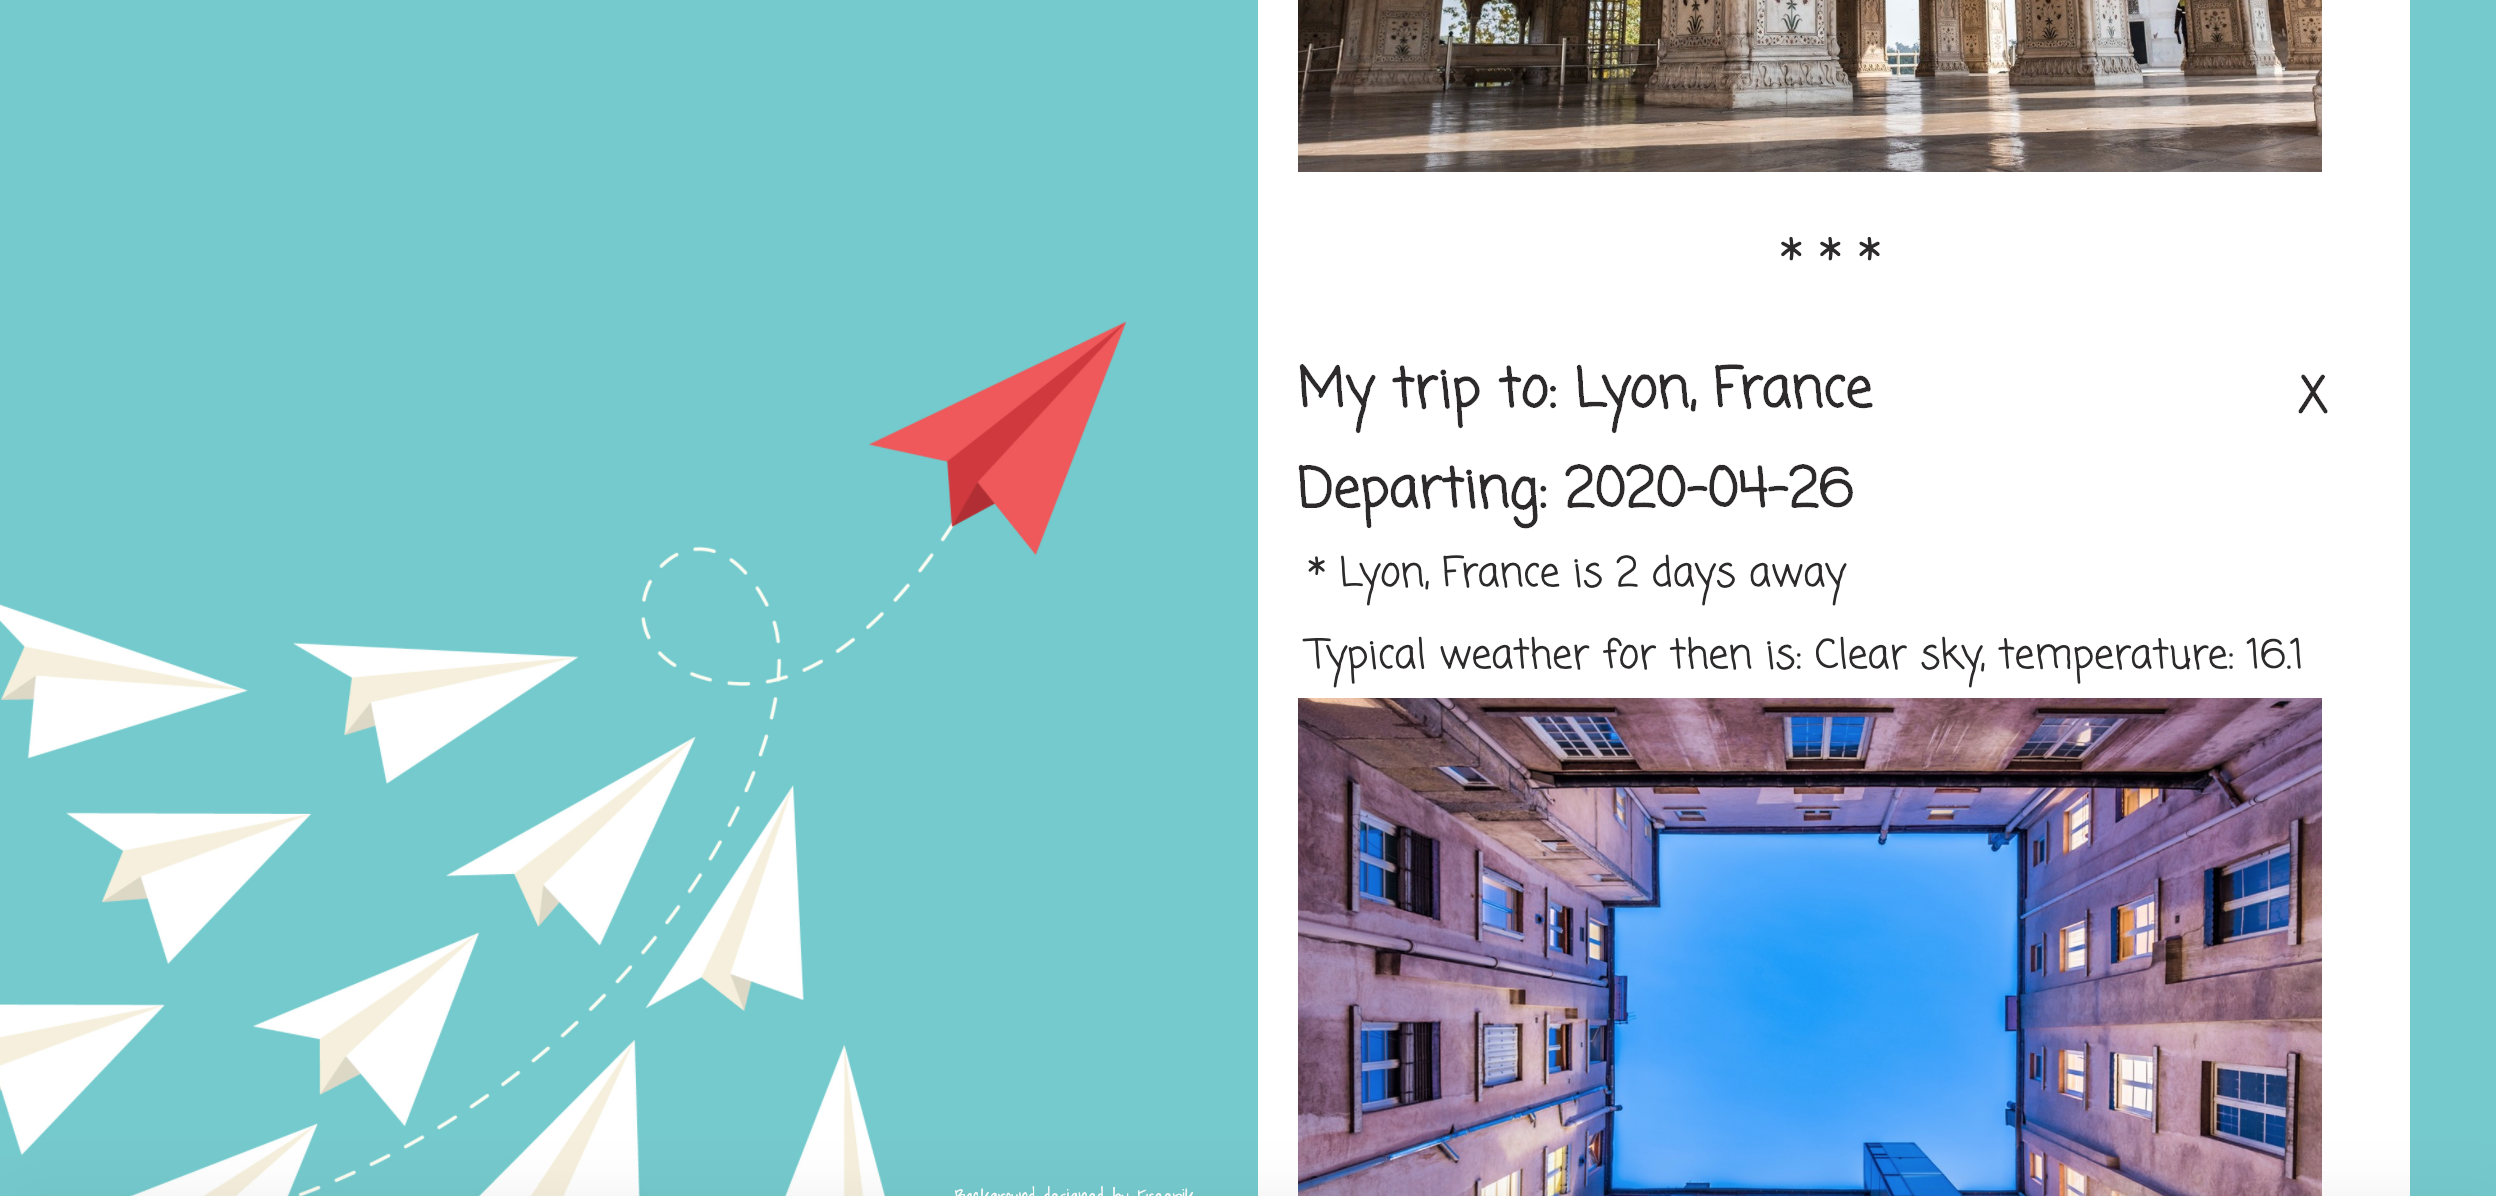 * * *
My trip to: Lyon, France
X
Departing: 2020-04-26
* Lyon, France is 2 days away
Typical weather for then is: Clear sky, temperature: 16.1
Background designed by Freepik